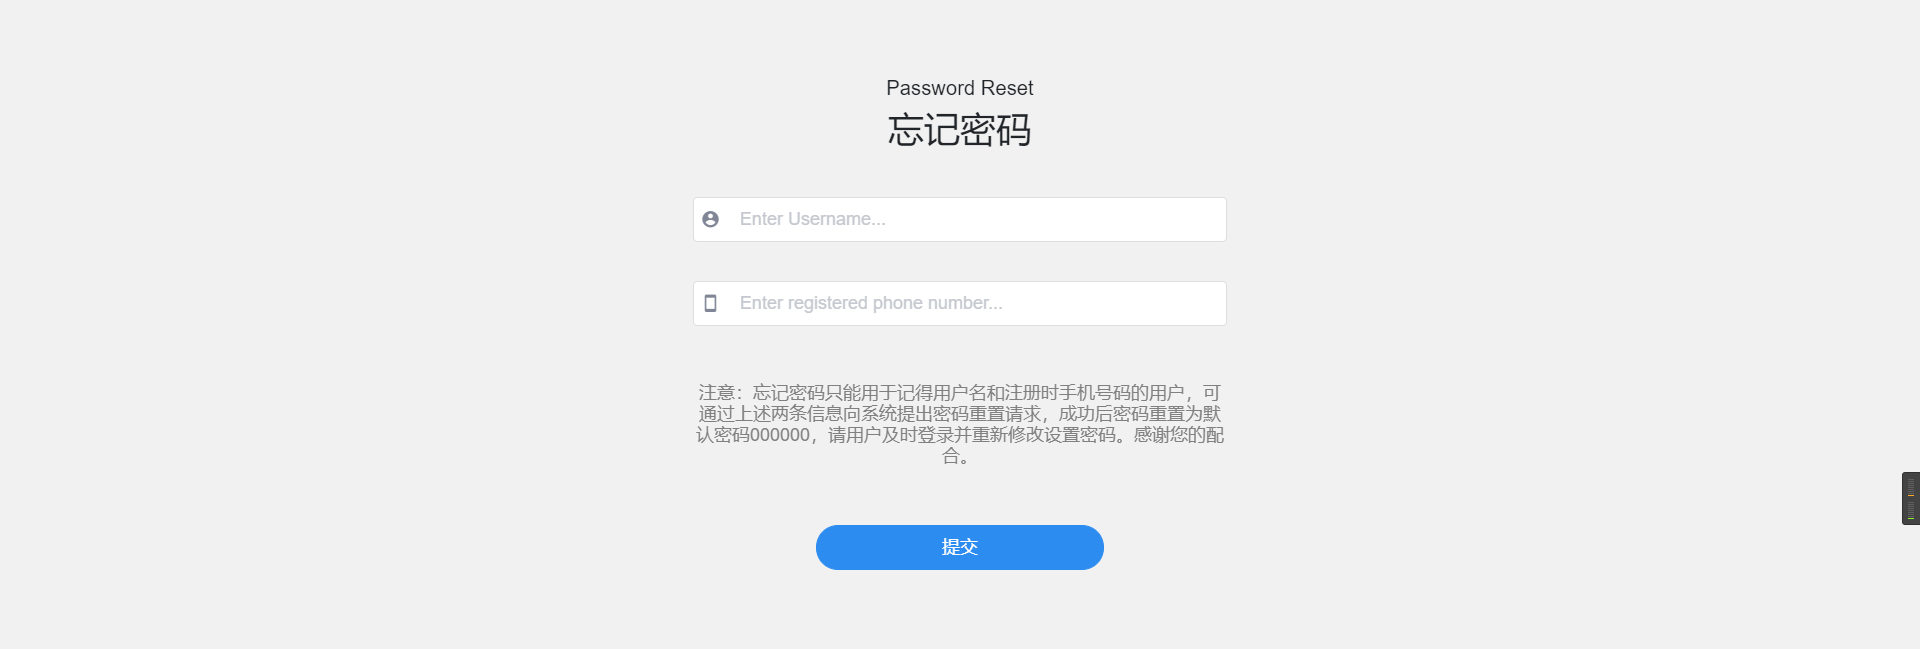 Password Reset
忘记密码
Enter Username...
Enter registered phone number...
注意：忘记密码只能用于记得用户名和注册时手机号码的用户，可
通过上述两条信息向系统提出密码重置请求，成功后密码重置为默
认密码000000，请用户及时登录并重新修改设置密码。感谢您的配
合。
提交